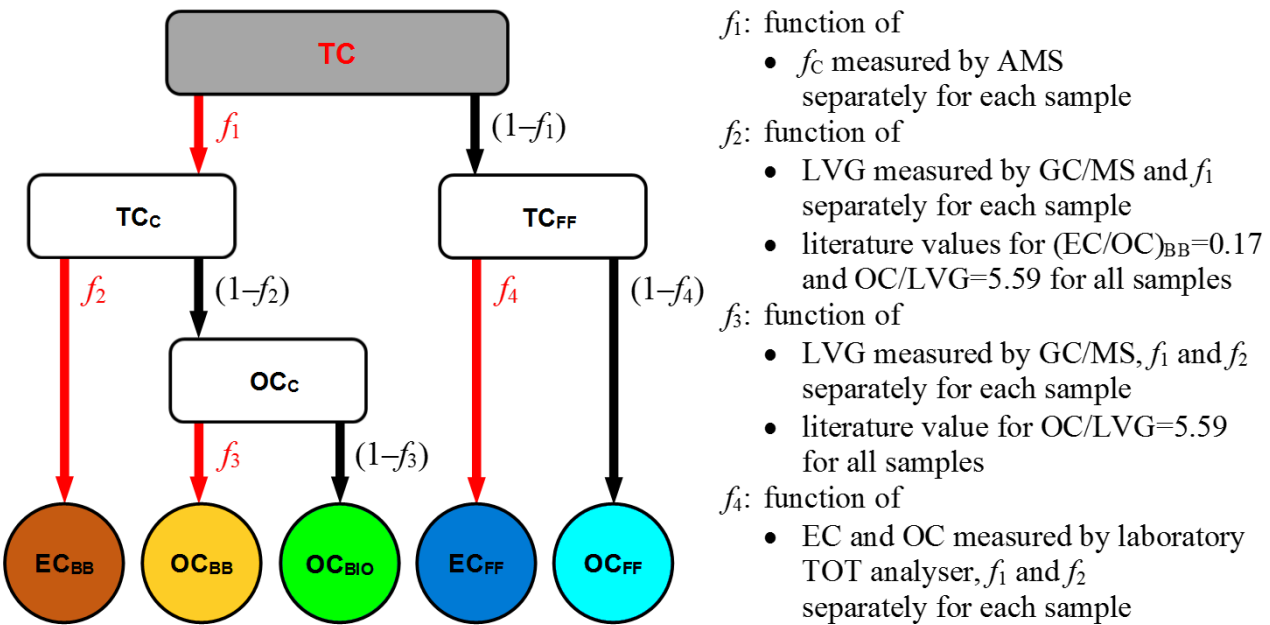 TC
f1
(1–f1)
TCC
TCFF
f2
(1–f2)
f4
(1–f4)
OCC
f3
(1–f3)
ECBB
OCBB
OCBIO
ECFF
OCFF
f1: function of
• fC measured by AMS
separately for each sample
f2: function of
• LVG measured by GC/MS and f1
separately for each sample
• literature values for (EC/OC)BB=0.17
and OC/LVG=5.59 for all samples
f3: function of
• LVG measured by GC/MS, f1 and f2
separately for each sample
• literature value for OC/LVG=5.59
for all samples
f4: function of
• EC and OC measured by laboratory
TOT analyser, f1 and f2
separately for each sample